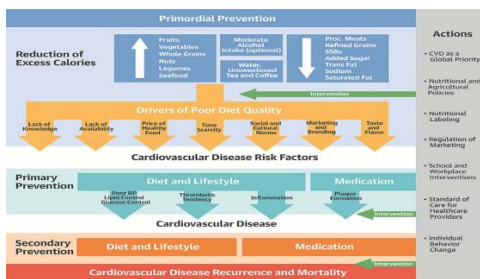 Primordial Prevention
Reduction of
Excess Calories
Fruits
Vegetables
Whole Grains
Nuts
Legumes
Seafood
Moderate
Alcohol
Intake (optional)
Water,
Unsweetened
Tea and Coffee
Proc. Meats
Refined Grains
SSBs
Added Sugar
Trans Fat
Sodium
Saturated Fat
Intervention
Drivers of Poor Diet Quality
Lack of
Knowledge
Lack of
Availability
Price of
Healthy
Food
Time
Scarcity
Social and
Cultural
Norms
Marketing
and
Branding
Taste
and
Flavor
Cardiovascular Disease Risk Factors
Primary
Prevention
Diet and Lifestyle
Medication
Poor BP
Lipid Control
Glucose Control
Thrombotic
Tendency
Inflammation
Plaque
Formation
Intervention
Cardiovascular Disease
Secondary
Prevention
Diet and Lifestyle
Medication
Intervention
Cardiovascular Disease Recurrence and Mortality
Actions
• CVD as a
Global Priority
• Nutritional and
Agricultural
Policies
• Nutritional
Labeling
• Regulation of
Marketing
• School and
Workplace
Interventions
• Standard of
Care for
Healthcare
Providers
• Individual
Behavior
Change